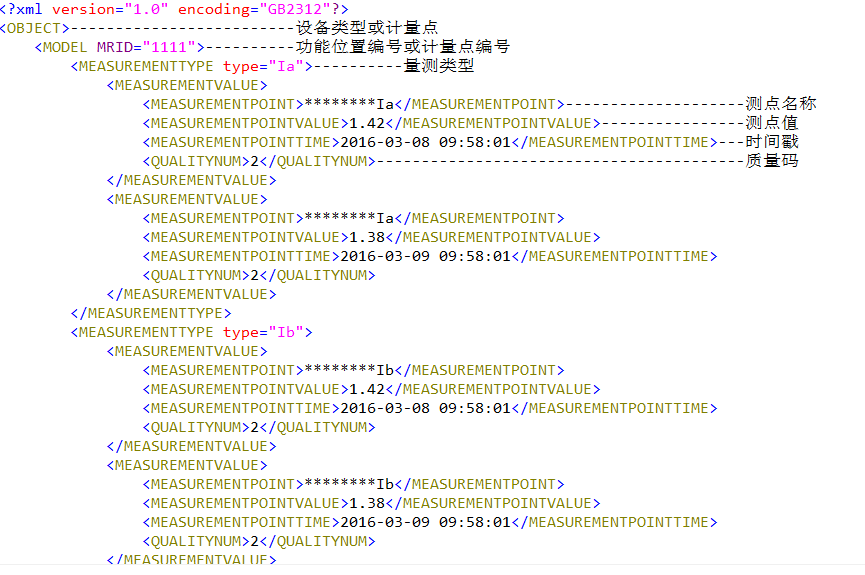 <?xml version="1.0" encoding="GB2312"?>
<OBJECT>-------------------------设备类型或计量点
<MODEL MRID="1111">----------功能位置编号或计量点编号
<MEASUREMENTTYPE type="Ia">----------量测类型
<MEASUREMENTVALUE>
<MEASUREMENTPOINT>********Ia</MEASUREMENTPOINT>--------------------测点名称
<MEASUREMENTPOINTVALUE>1.42</MEASUREMENTPOINTVALUE>----------------测点值
<MEASUREMENTPOINTTIME>2016-03-08 09:58:01</MEASUREMENTPOINTTIME>---时间戳
<QUALITYNUM>2</QUALITYNUM>-----------------------------------------质量码
</MEASUREMENTVALUE>
<MEASUREMENTVALUE>
<MEASUREMENTPOINT>********Ia</MEASUREMENTPOINT>
<MEASUREMENTPOINTVALUE>1.38</MEASUREMENTPOINTVALUE>
<MEASUREMENTPOINTTIME>2016-03-09 09:58:01</MEASUREMENTPOINTTIME>
<QUALITYNUM>2</QUALITYNUM>
</MEASUREMENTVALUE>
</MEASUREMENTTYPE>
<MEASUREMENTTYPE type="Ib">
<MEASUREMENTVALUE>
<MEASUREMENTPOINT>********Ib</MEASUREMENTPOINT>
<MEASUREMENTPOINTVALUE>1.42</MEASUREMENTPOINTVALUE>
<MEASUREMENTPOINTTIME>2016-03-08 09:58:01</MEASUREMENTPOINTTIME>
<QUALITYNUM>2</QUALITYNUM>
</MEASUREMENTVALUE>
<MEASUREMENTVALUE>
<MEASUREMENTPOINT>********Ib</MEASUREMENTPOINT>
<MEASUREMENTPOINTVALUE>1.38</MEASUREMENTPOINTVALUE>
<MEASUREMENTPOINTTIME>2016-03-09 09:58:01</MEASUREMENTPOINTTIME>
<QUALITYNUM>2</QUALITYNUM>
</MEASUREMENTVALUE>